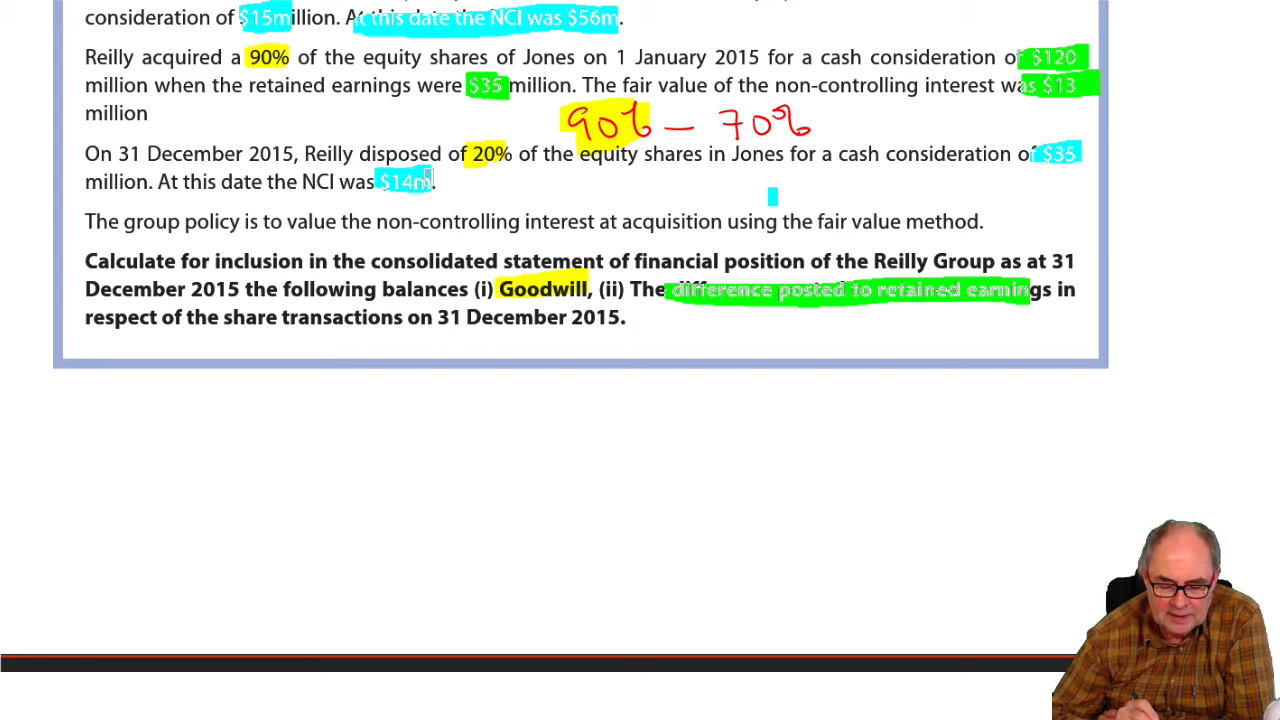 consideration of $15million. At this date the NCI was $56m.
Reilly acquired a 90% of the equity shares of Jones on 1 January 2015 for a cash consideration of $120
million when the retained earnings were $35 million. The fair value of the non-controlling interest was $13
million
90% – 70%
On 31 December 2015, Reilly disposed of 20% of the equity shares in Jones for a cash consideration of $35
million. At this date the NCI was $14m.
The group policy is to value the non-controlling interest at acquisition using the fair value method.
Calculate for inclusion in the consolidated statement of financial position of the Reilly Group as at 31
December 2015 the following balances (i) Goodwill, (ii) The difference posted to retained earnings in
respect of the share transactions on 31 December 2015.